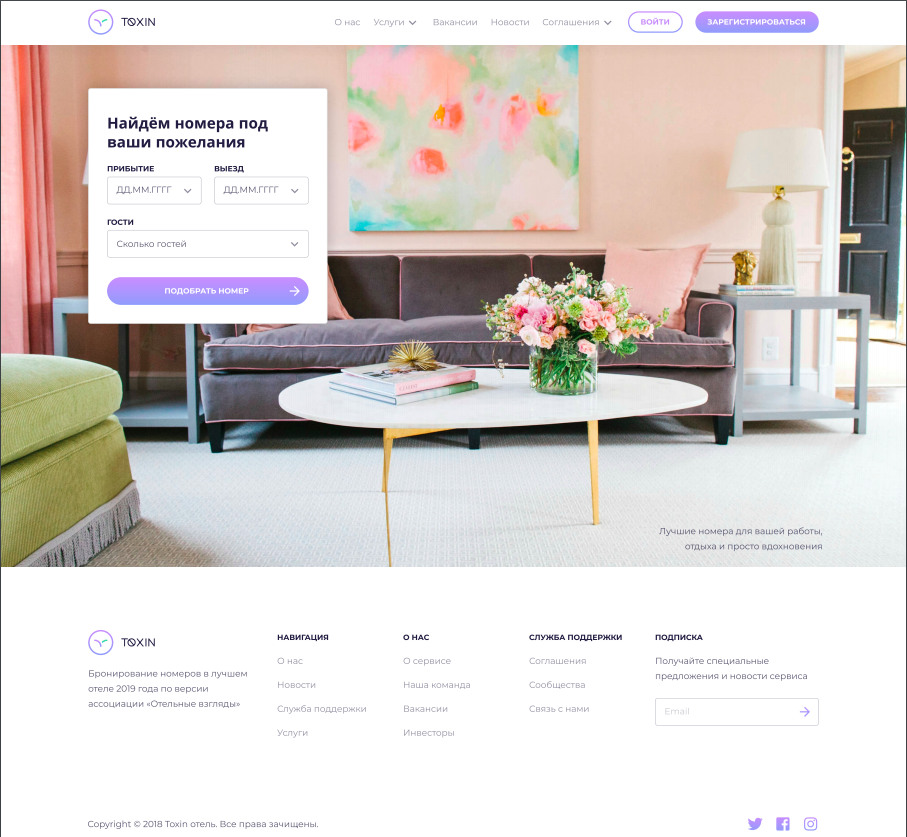 TOXIN
О нас Услуги Вакансии Новости Соглашения ВОЙТИ ЗАРЕГИСТРИРОВАТЬСЯ
Найдём номера под
ваши пожелания
ПРИБЫТИЕ ВЫЕЗД
ДД.ММ.ГГГГ ДД.ММ.ГГГГ
ГОСТИ
Сколько гостей
ПОДОБРАТЬ НОМЕР
Лучшие номера для вашей работы,
отдыха и просто вдохновения
TOXIN
Бронирование номеров в лучшем
отеле 2019 года по версии
ассоциации «Отельные взгляды»
НАВИГАЦИЯ
О нас
Новости
Служба поддержки
Услуги
О НАС
О сервисе
Наша команда
Вакансии
Инвесторы
СЛУЖБА ПОДДЕРЖКИ
Соглашения
Сообщества
Связь с нами
ПОДПИСКА
Получайте специальные
предложения и новости сервиса
Email
Copyright © 2018 Toxin отель. Все права зачищены.